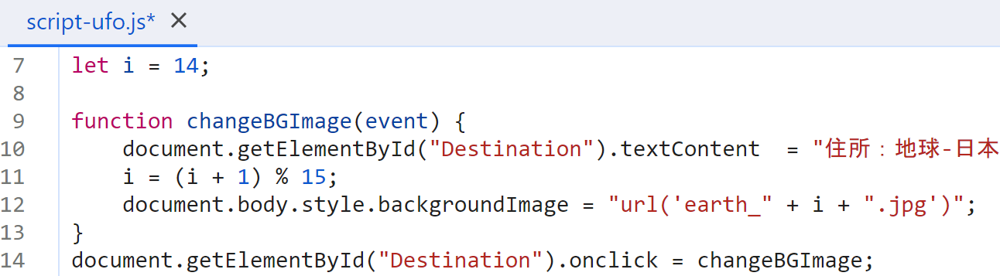 script-ufo.js* ×
7 let i = 14;
8
9 function changeBGImage(event) {
10 document.getElementById("Destination").textContent  = "住所：地球-日本
11 i = (i + 1) % 15;
12 document.body.style.backgroundImage = "url('earth_" + i + ".jpg')";
13 }
14 document.getElementById("Destination").onclick = changeBGImage;